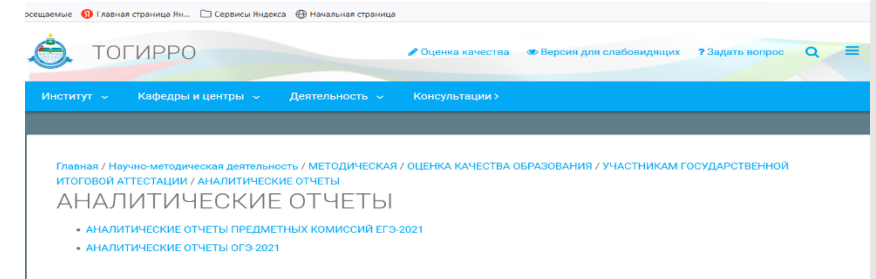 осещаемые Главная страница Ян... Сервисы Яндекса Начальная страница
ТОГИРРО Оценка качества Версия для слабовидящих ? Задать вопрос
Институт Кафедры и центры Деятельность Консультации >
Главная / Научно-методическая деятельность / МЕТОДИЧЕСКАЯ / ОЦЕНКА КАЧЕСТВА ОБРАЗОВАНИЯ / УЧАСТНИКАМ ГОСУДАРСТВЕННОЙ
ИТОГОВОЙ АТТЕСТАЦИИ / АНАЛИТИЧЕСКИЕ ОТЧЕТЫ
АНАЛИТИЧЕСКИЕ ОТЧЕТЫ
• АНАЛИТИЧЕСКИЕ ОТЧЕТЫ ПРЕДМЕТНЫХ КОМИССИЙ ЕГЭ-2021
• АНАЛИТИЧЕСКИЕ ОТЧЕТЫ ОГЭ-2021